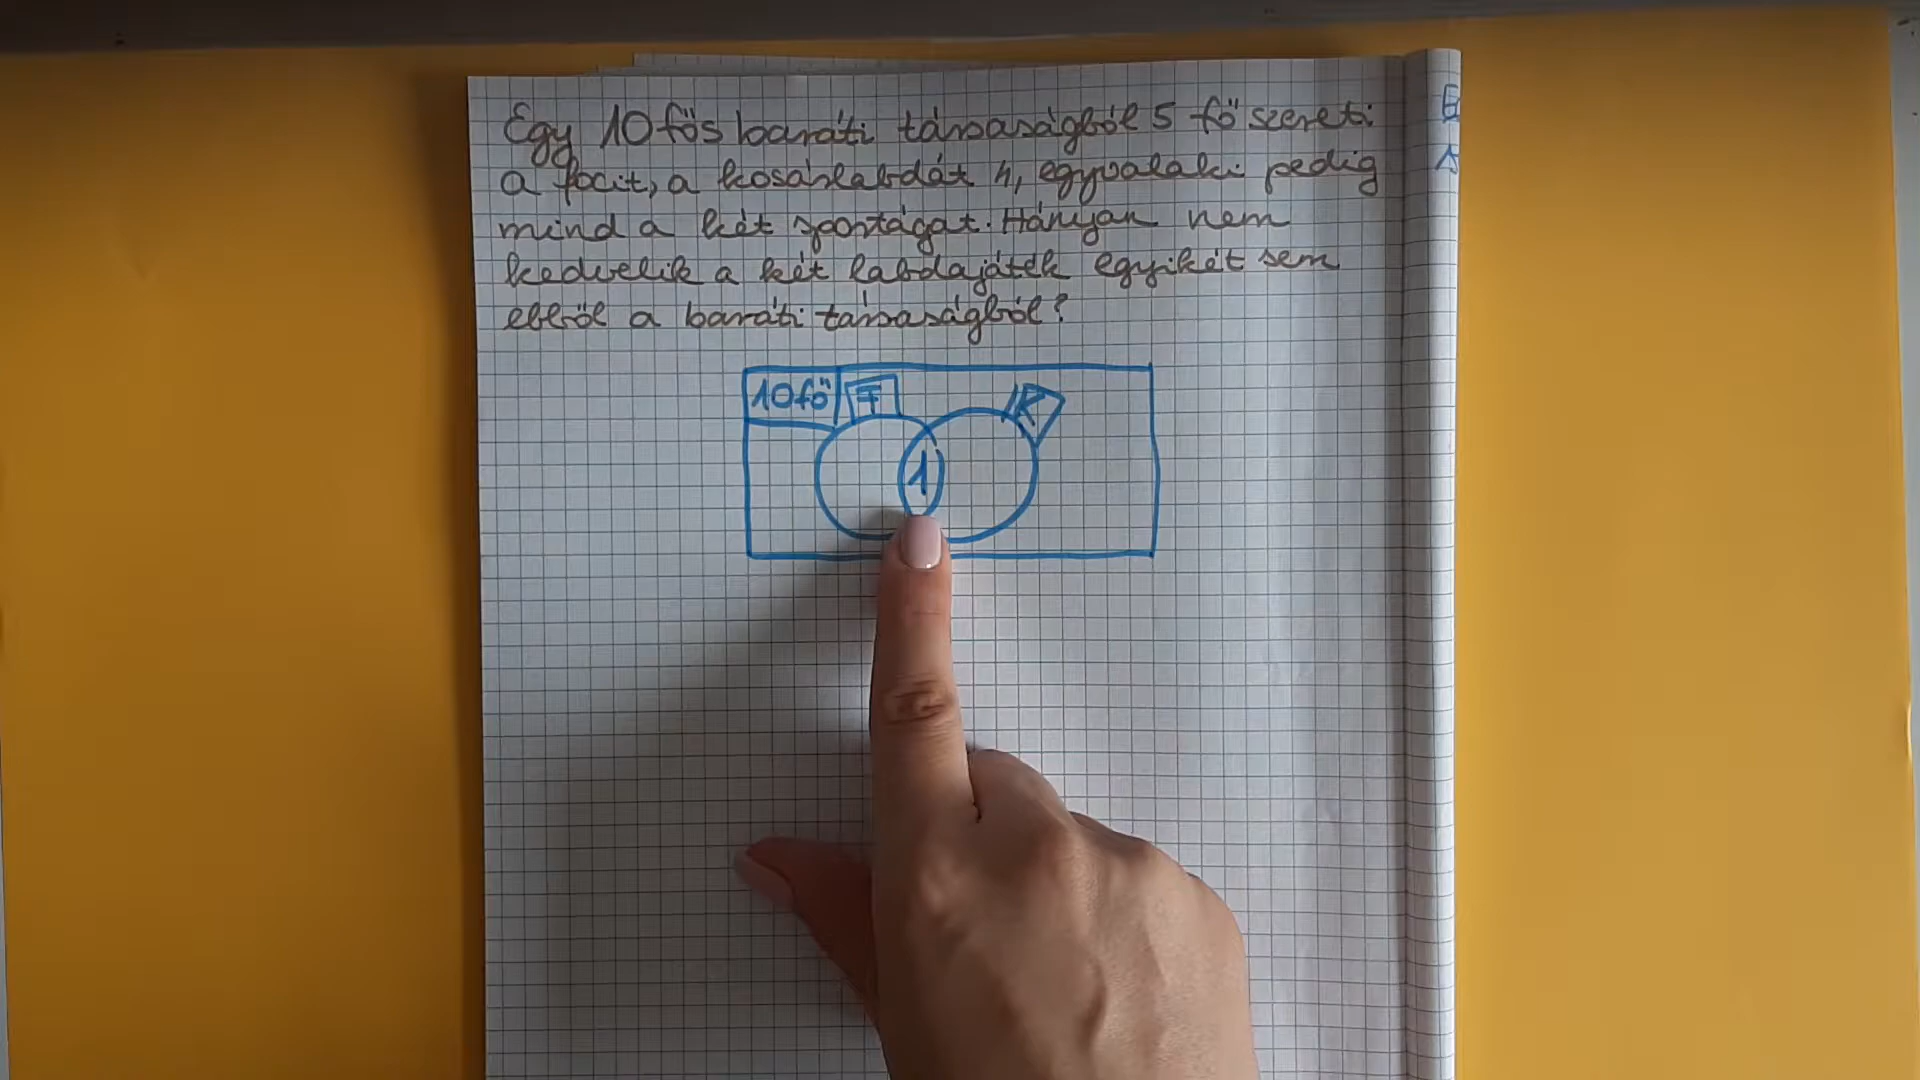 Egy 10 fős baráti társaságból 5 fő szereti
a focit, a kosárlabdát 4, egyvalaki pedig
mind a két sportágat. Hányan nem
kedvelik a két labdajáték egyikét sem
ebből a baráti társaságból?
10 fő F K
1